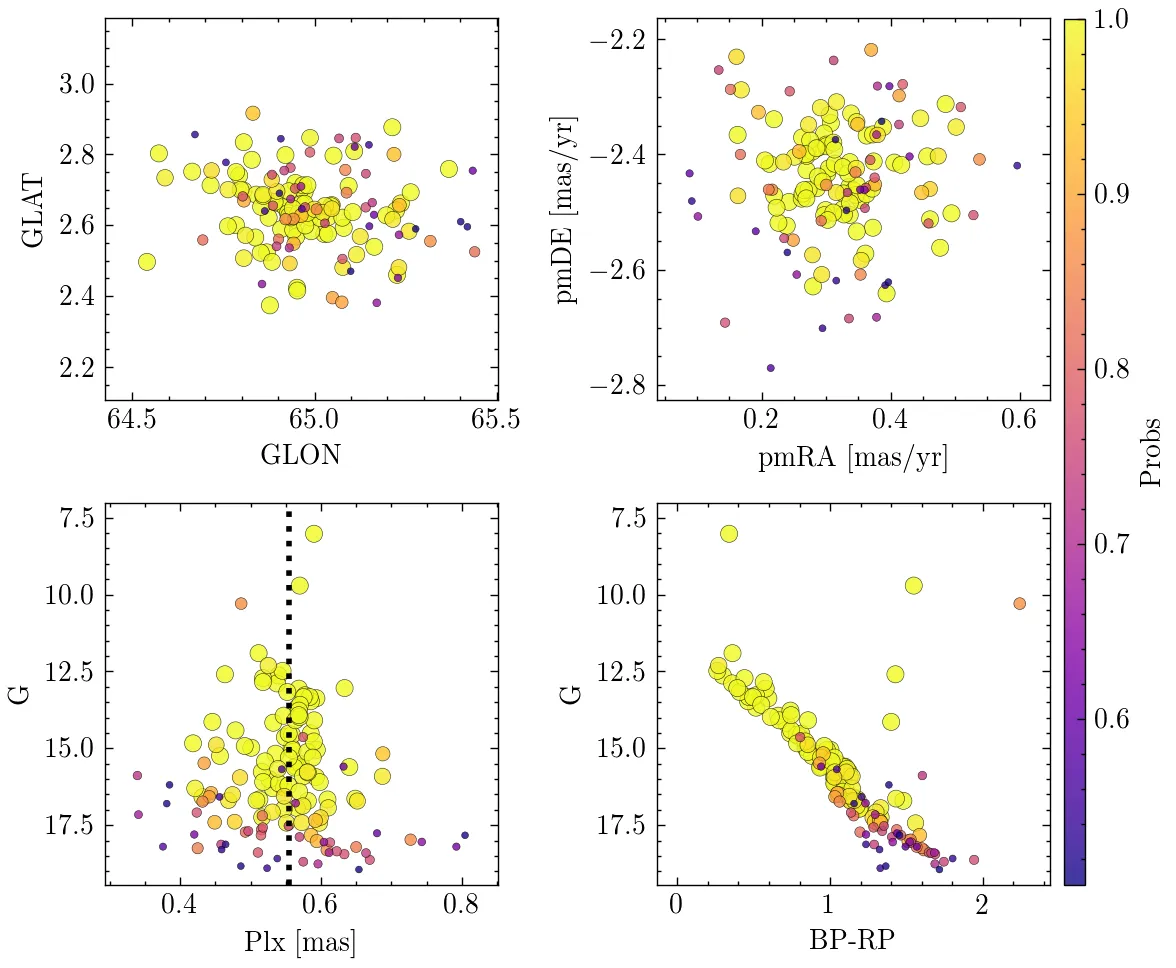 3.0
2.8
2.6
2.4
2.2
GLAT
64.5 65.0 65.5
GLON
−2.2
−2.4
−2.6
−2.8
pmDE [mas/yr]
0.2 0.4 0.6
pmRA [mas/yr]
1.0
0.9
0.8
0.7
0.6
Probs
7.5
10.0
12.5
15.0
17.5
G
0.4 0.6 0.8
Plx [mas]
7.5
10.0
12.5
15.0
17.5
G
0 1 2
BP-RP